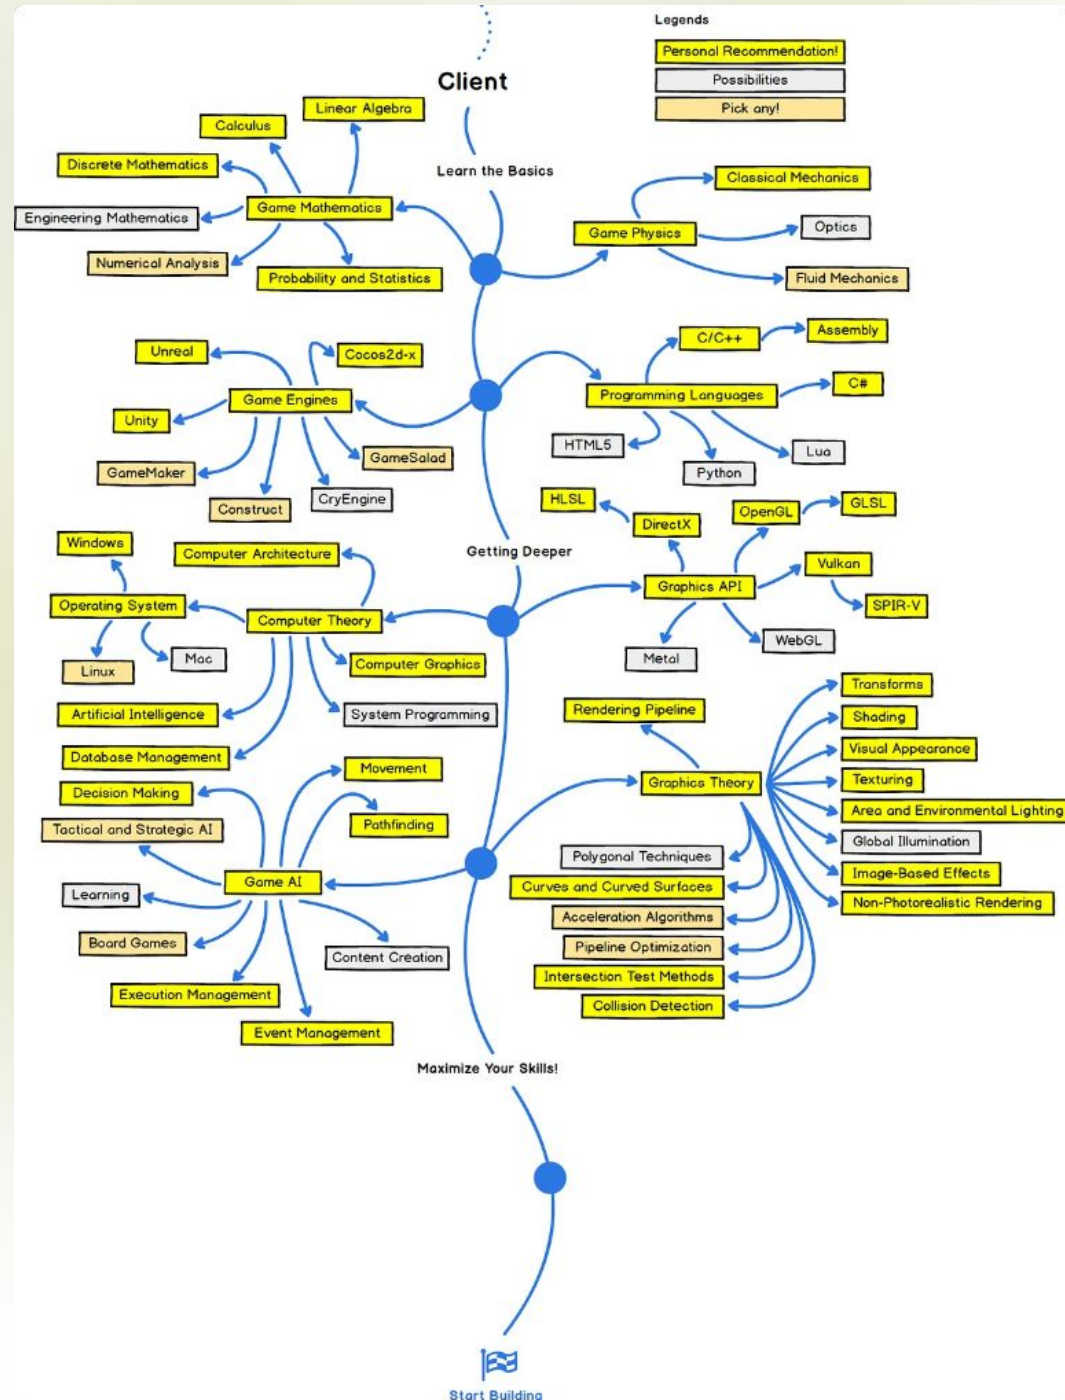 Legends
Personal Recommendation!
Possibilities
Pick any!
Client
Learn the Basics
Linear Algebra
Calculus
Discrete Mathematics
Engineering Mathematics
Game Mathematics
Numerical Analysis
Probability and Statistics
Classical Mechanics
Game Physics
Optics
Fluid Mechanics
Unreal
Cocos2d-x
Game Engines
Unity
GameMaker
Construct
CryEngine
GameSalad
C/C++
Assembly
Programming Languages
C#
HTML5
Python
Lua
Getting Deeper
Windows
Computer Architecture
Operating System
Computer Theory
Linux
Mac
Computer Graphics
Artificial Intelligence
System Programming
Database Management
HLSL
DirectX
OpenGL
GLSL
Graphics API
Vulkan
SPIR-V
Metal
WebGL
Decision Making
Movement
Tactical and Strategic AI
Pathfinding
Game AI
Learning
Board Games
Content Creation
Execution Management
Event Management
Rendering Pipeline
Graphics Theory
Transforms
Shading
Visual Appearance
Texturing
Area and Environmental Lighting
Global Illumination
Image-Based Effects
Non-Photorealistic Rendering
Polygonal Techniques
Curves and Curved Surfaces
Acceleration Algorithms
Pipeline Optimization
Intersection Test Methods
Collision Detection
Maximize Your Skills!
Start Building